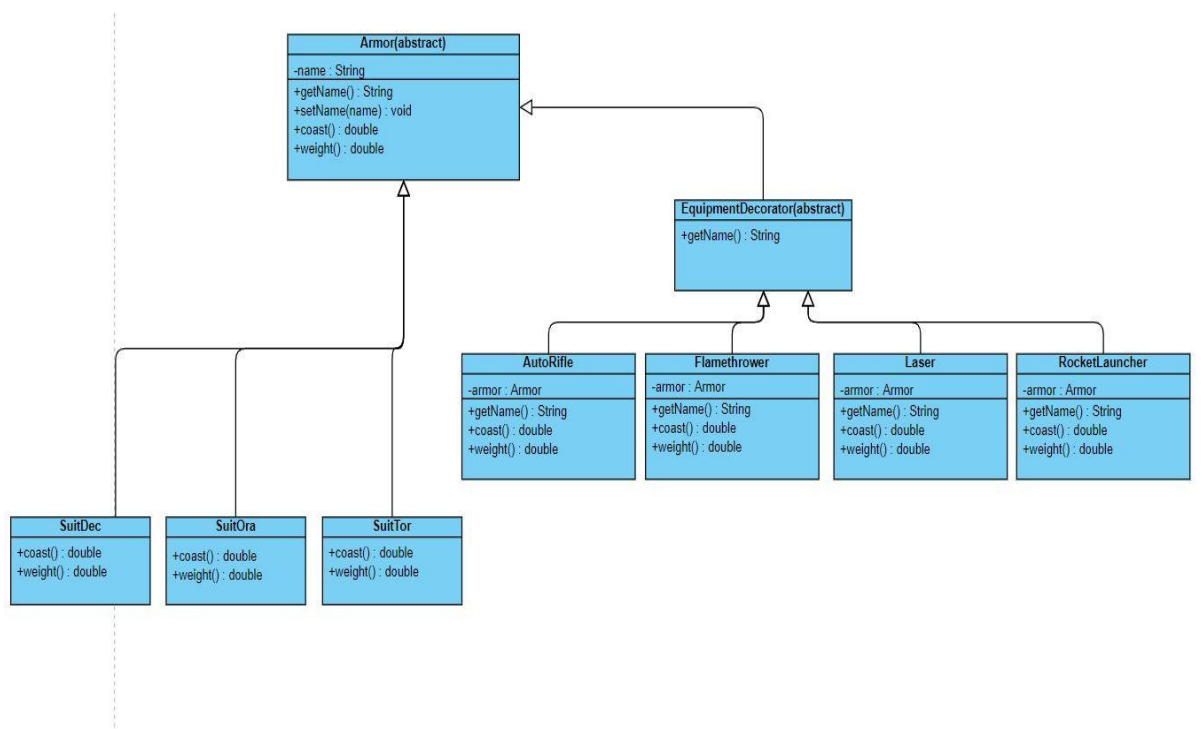 Armor(abstract)
-name : String
+getName() : String
+setName(name) : void
+coast() : double
+weight() : double
EquipmentDecorator(abstract)
+getName() : String
AutoRifle
-armor : Armor
+getName() : String
+coast() : double
+weight() : double
Flamethrower
-armor : Armor
+getName() : String
+coast() : double
+weight() : double
Laser
-armor : Armor
+getName() : String
+coast() : double
+weight() : double
RocketLauncher
-armor : Armor
+getName() : String
+coast() : double
+weight() : double
SuitDec
+coast() : double
+weight() : double
SuitOra
+coast() : double
+weight() : double
SuitTor
+coast() : double
+weight() : double